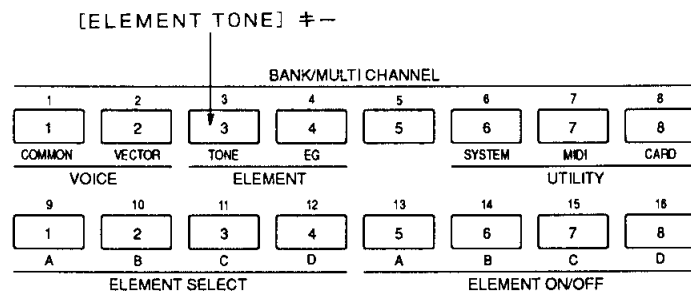 [ELEMENT TONE] キー
BANK/MULTI CHANNEL
1 2 3 4 5 6 7 8
1 2 3 4 5 6 7 8
COMMON VECTOR TONE EG SYSTEM MIDI CARD
VOICE ELEMENT UTILITY
9 10 11 12 13 14 15 16
1 2 3 4 5 6 7 8
A B C D A B C D
ELEMENT SELECT ELEMENT ON/OFF